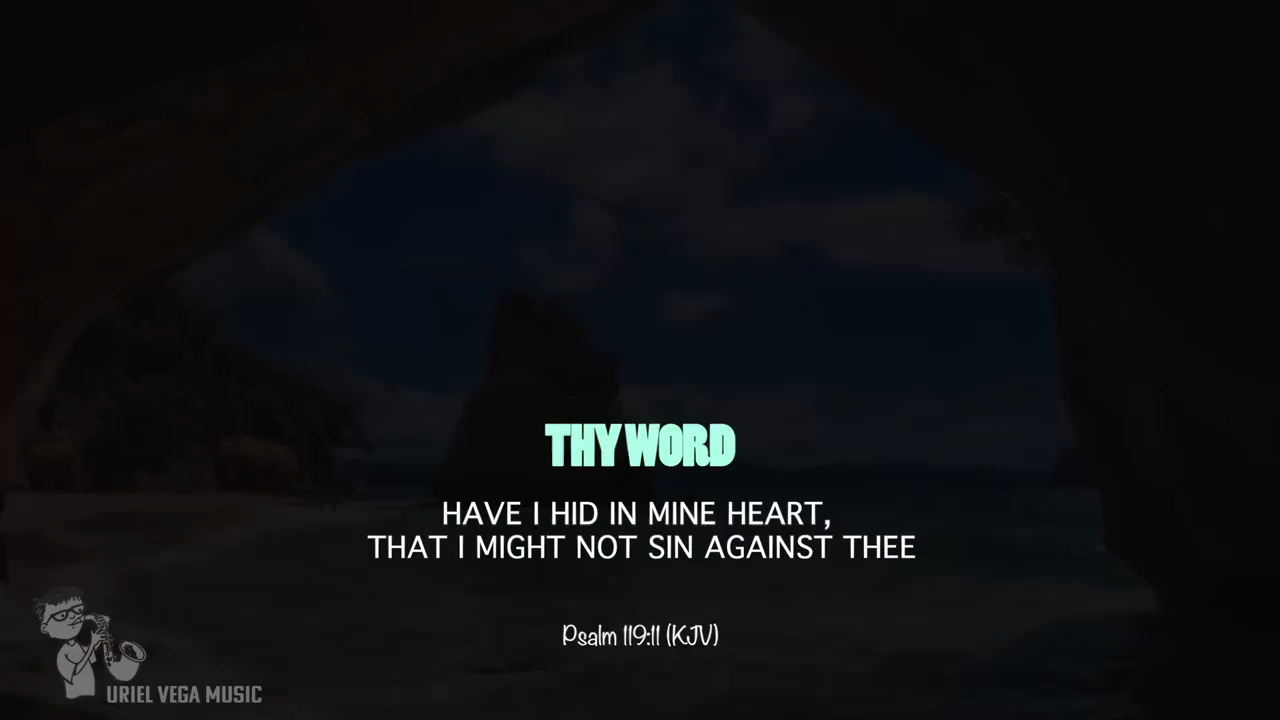 THY WORD
HAVE I HID IN MINE HEART,
THAT I MIGHT NOT SIN AGAINST THEE
Psalm 119:11 (KJV)
URIEL VEGA MUSIC